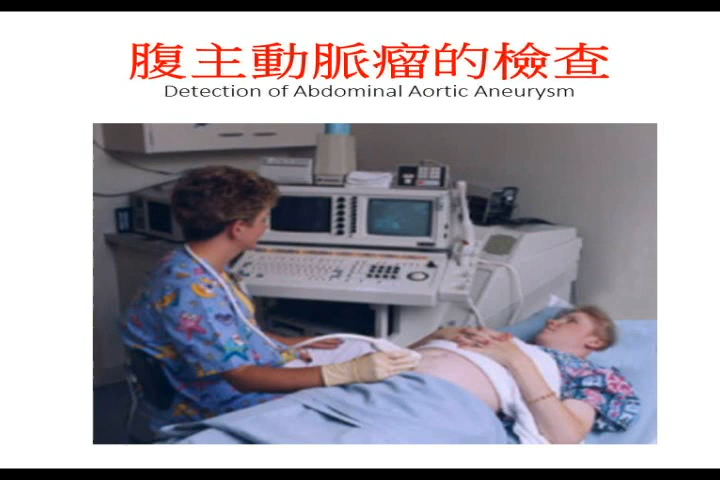 腹主動脈瘤的檢查
Detection of Abdominal Aortic Aneurysm